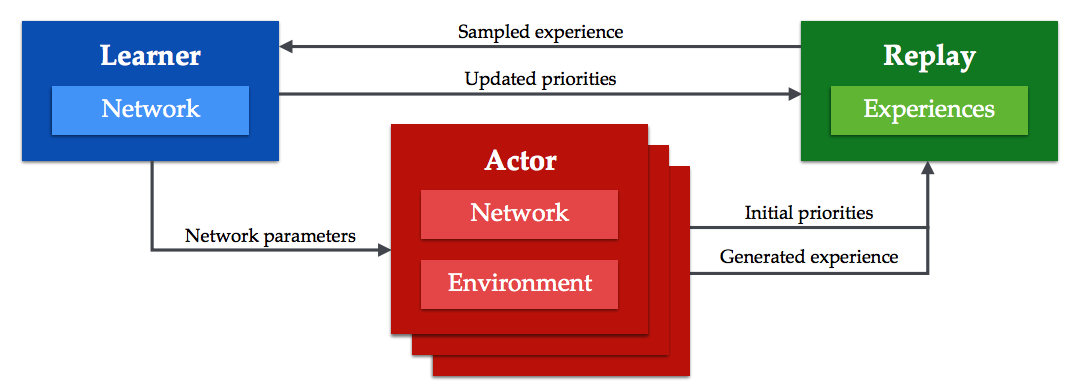 Sampled experience
Learner
Replay
Updated priorities
Network
Experiences
Actor
Network
Initial priorities
Network parameters
Generated experience
Environment